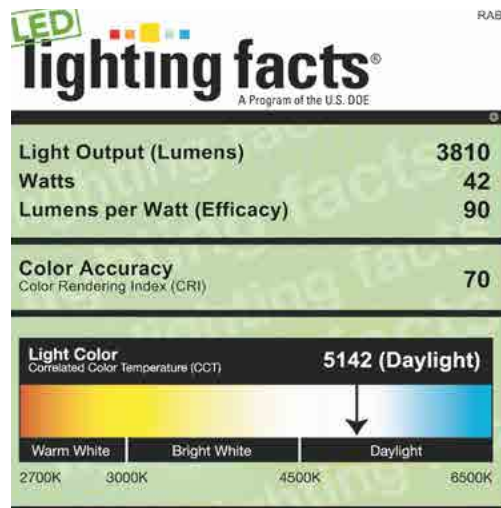 LED
lighting facts®
A Program of the U.S. DOE
RAB
Light Output (Lumens) 3810
Watts 42
Lumens per Watt (Efficacy) 90
Color Accuracy 70
Color Rendering Index (CRI)
Light Color 5142 (Daylight)
Correlated Color Temperature (CCT)
Warm White Bright White Daylight
2700K 3000K 4500K 6500K